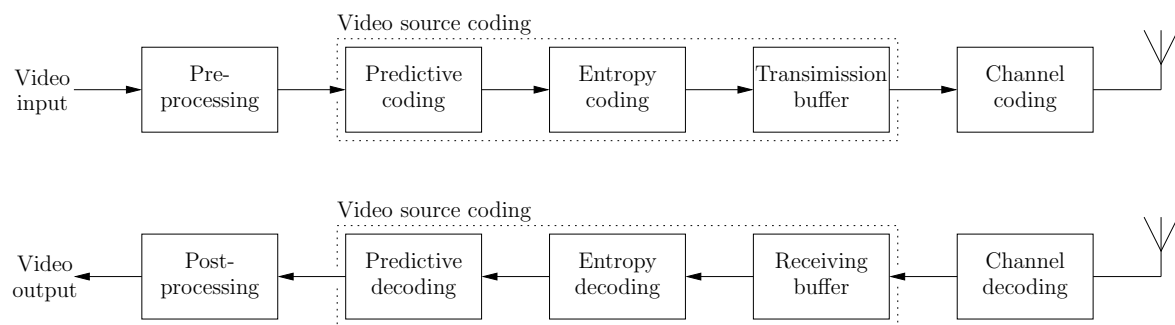 Video source coding
Video
input
Pre-
processing
Predictive
coding
Entropy
coding
Transimission
buffer
Channel
coding
Video source coding
Video
output
Post-
processing
Predictive
decoding
Entropy
decoding
Receiving
buffer
Channel
decoding